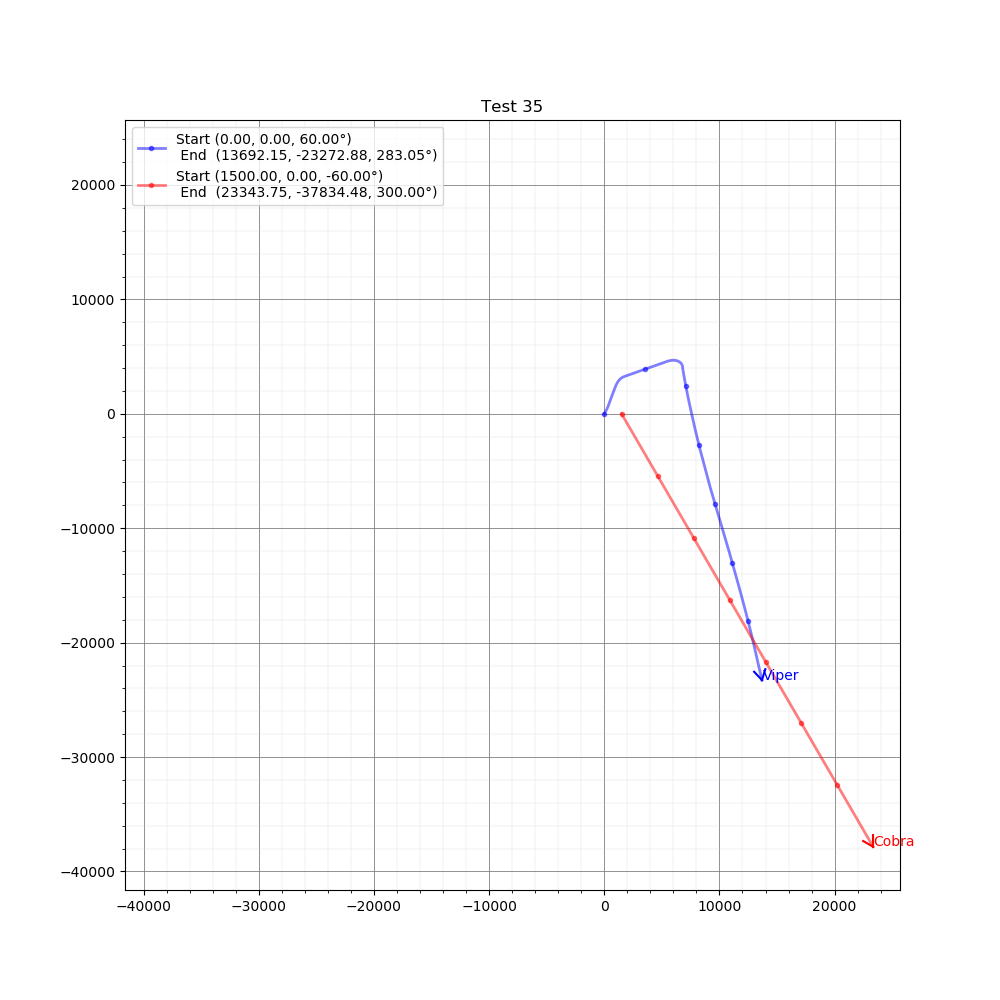 Test 35
Start (0.00, 0.00, 60.00°)
End  (13692.15, -23272.88, 283.05°)
Start (1500.00, 0.00, -60.00°)
End  (23343.75, -37834.48, 300.00°)
20000
10000
0
−10000
−20000
−30000
−40000
Viper
Cobra
−40000
−30000
−20000
−10000
0
10000
20000